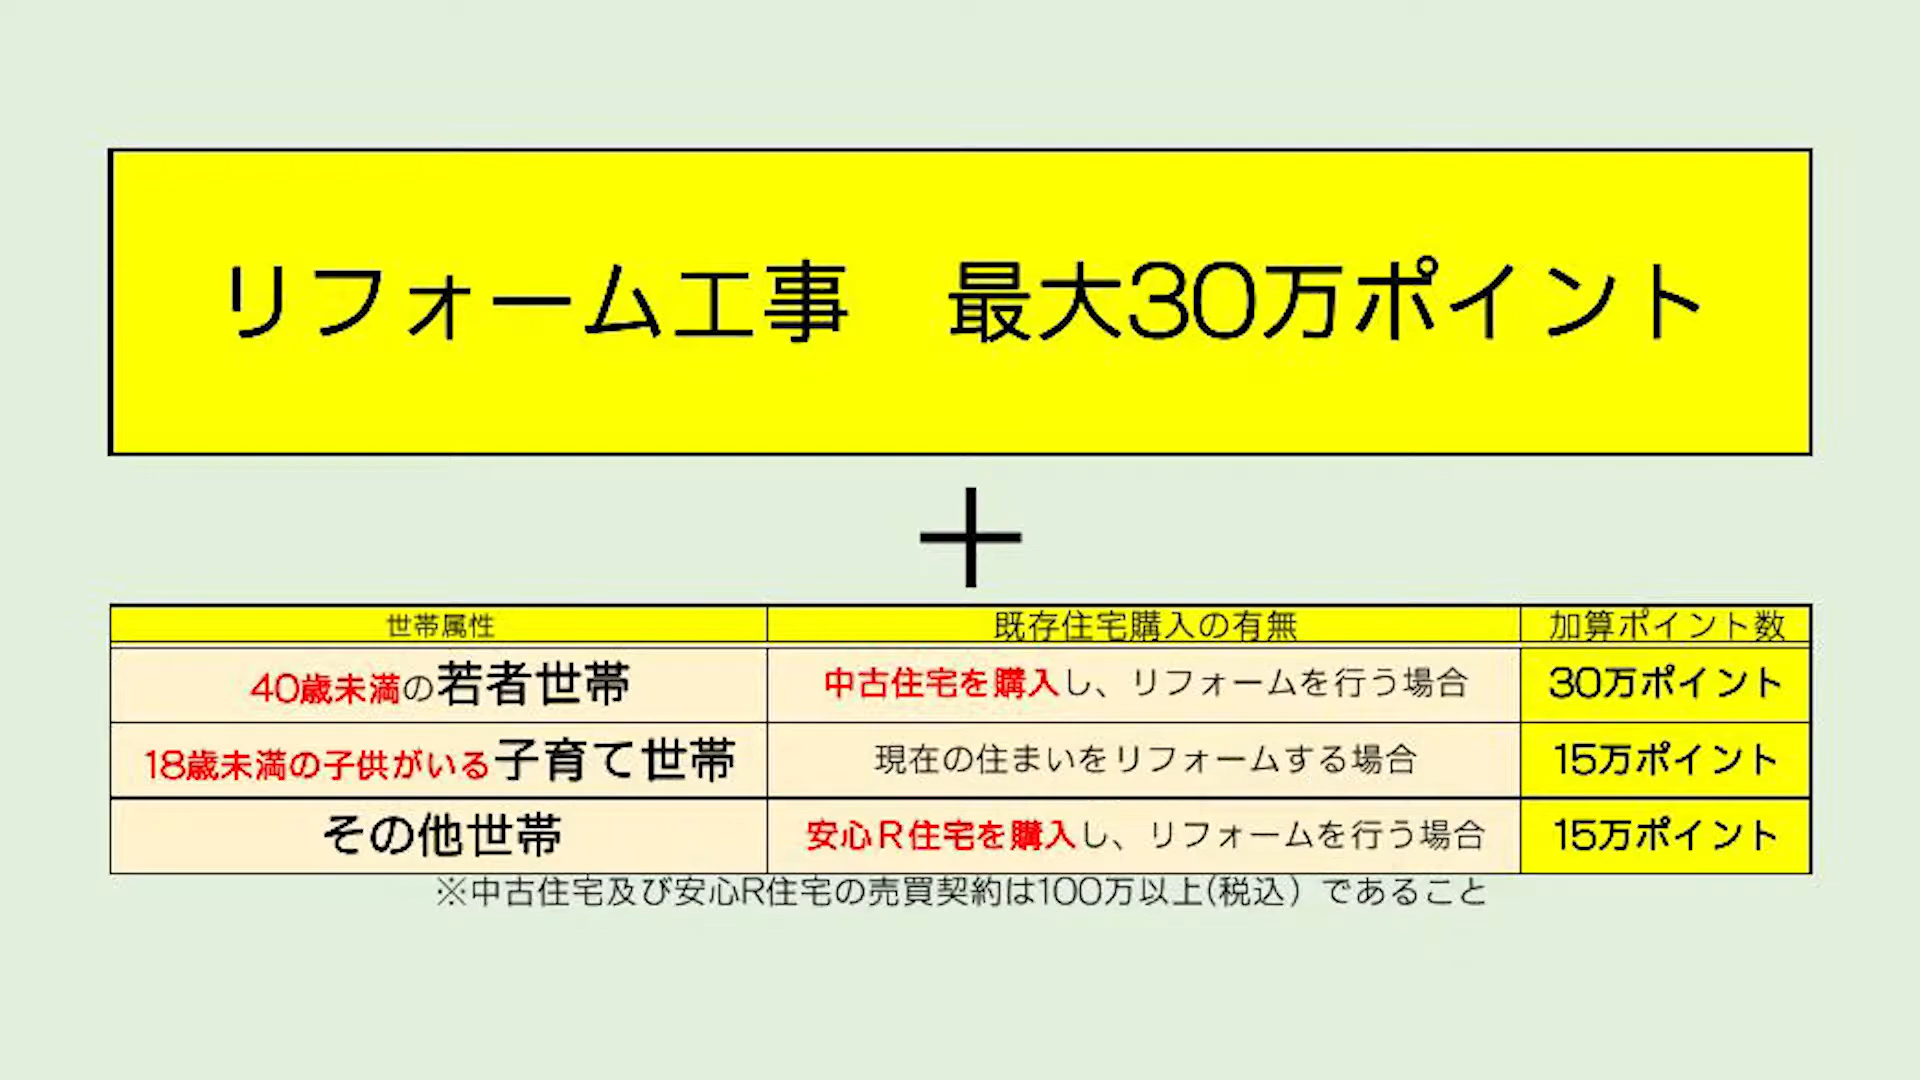 リフォーム工事　最大30万ポイント
＋
世帯属性　既存住宅購入の有無　加算ポイント数
40歳未満の若者世帯　中古住宅を購入し、リフォームを行う場合　30万ポイント
18歳未満の子供がいる子育て世帯　現在の住まいをリフォームする場合　15万ポイント
その他世帯　安心Ｒ住宅を購入し、リフォームを行う場合　15万ポイント
※中古住宅及び安心R住宅の売買契約は100万以上(税込）であること